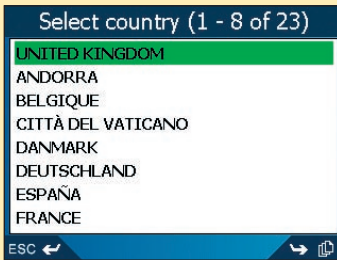 Select country (1 - 8 of 23)
UNITED KINGDOM
ANDORRA
BELGIQUE
CITTÀ DEL VATICANO
DANMARK
DEUTSCHLAND
ESPAÑA
FRANCE
ESC